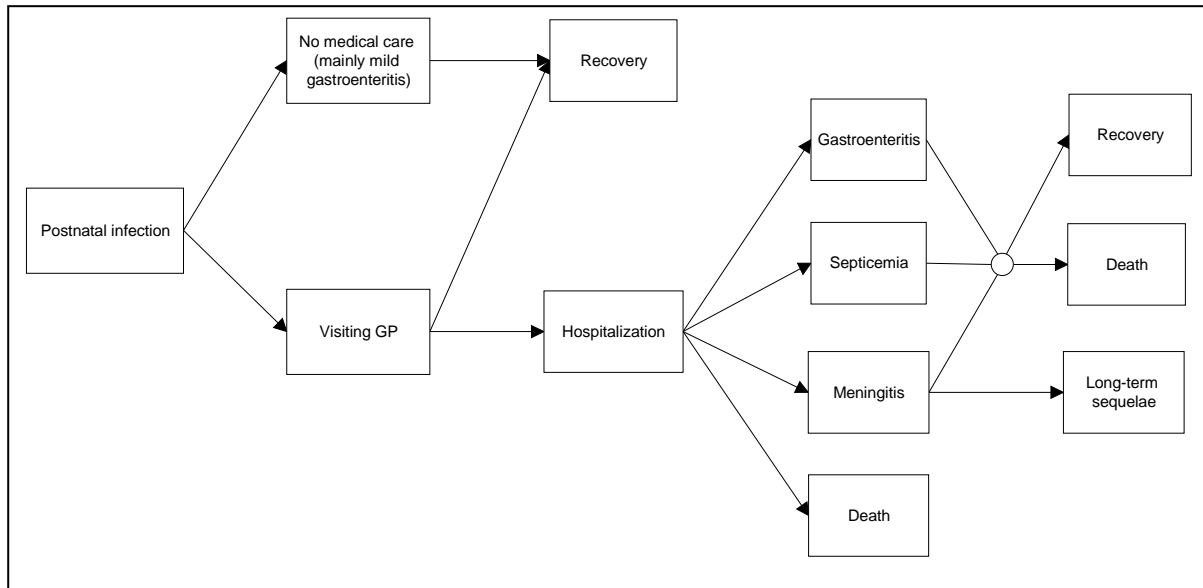 No medical care
(mainly mild
gastroenteritis)
Recovery
Postnatal infection
Visiting GP
Hospitalization
Gastroenteritis
Septicemia
Meningitis
Death
Recovery
Death
Long-term
sequelae